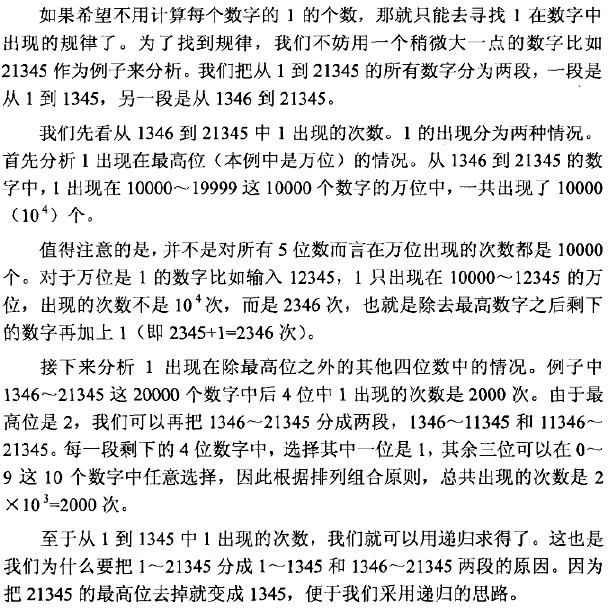 如果希望不用计算每个数字的 1 的个数，那就只能去寻找 1 在数字中
出现的规律了。为了找到规律，我们不妨用一个稍微大一点的数字比如
21345 作为例子来分析。我们把从 1 到 21345 的所有数字分为两段，一段是
从 1 到 1345，另一段是从 1346 到 21345。
我们先看从 1346 到 21345 中 1 出现的次数。1 的出现分为两种情况。
首先分析 1 出现在最高位（本例中是万位）的情况。从 1346 到 21345 的数
字中，1 出现在 10000～19999 这 10000 个数字的万位中，一共出现了 10000
（10⁴）个。
值得注意的是，并不是对所有 5 位数而言在万位出现的次数都是 10000
个。对于万位是 1 的数字比如输入 12345，1 只出现在 10000～12345 的万
位，出现的次数不是 10⁴次，而是 2346 次，也就是除去最高数字之后剩下
的数字再加上 1（即 2345+1=2346 次）。
接下来分析 1 出现在除最高位之外的其他四位数中的情况。例子中
1346～21345 这 20000 个数字中后 4 位中 1 出现的次数是 2000 次。由于最
高位是 2，我们可以再把 1346～21345 分成两段，1346～11345 和 11346～
21345。每一段剩下的 4 位数字中，选择其中一位是 1，其余三位可以在 0～
9 这 10 个数字中任意选择，因此根据排列组合原则，总共出现的次数是 2
×10³=2000 次。
至于从 1 到 1345 中 1 出现的次数，我们就可以用递归求得了。这也是
我们为什么要把 1～21345 分成 1～1345 和 1346～21345 两段的原因。因为
把 21345 的最高位去掉就变成 1345，便于我们采用递归的思路。